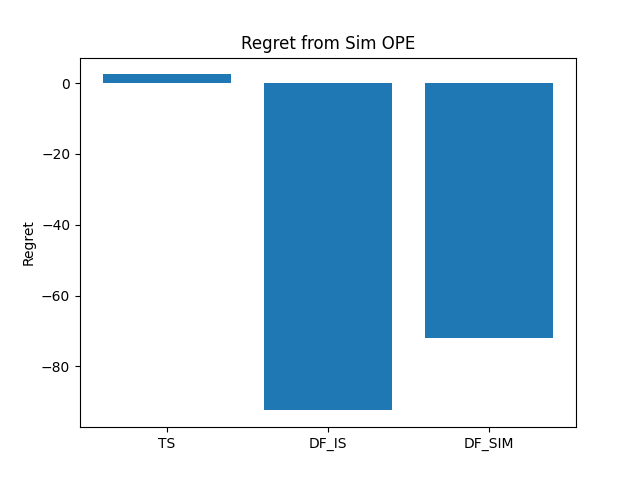 Regret from Sim OPE
0
−20
−40
−60
−80
Regret
TS
DF_IS
DF_SIM